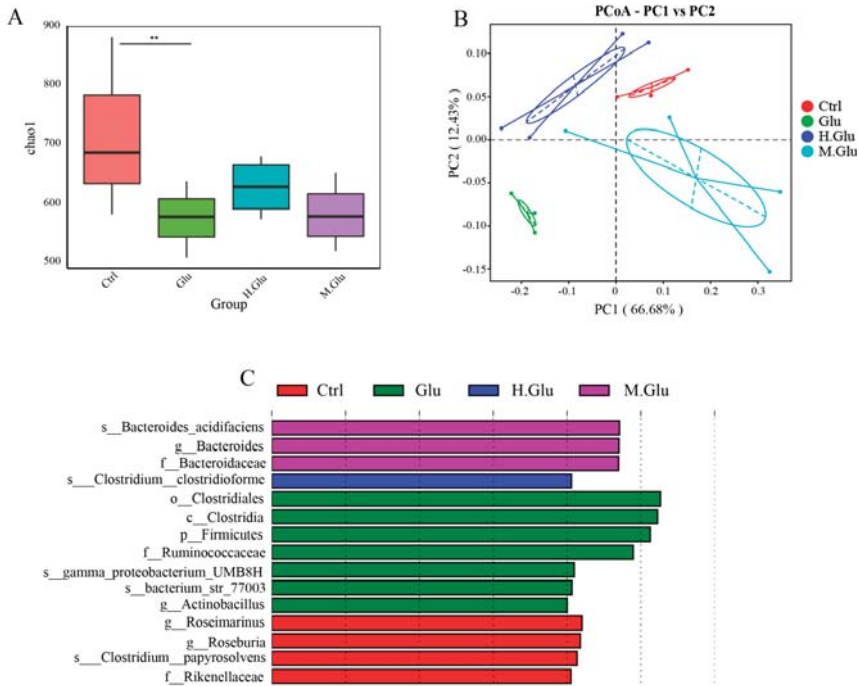 A
900
800
700
600
500
chao1
**
Ctrl
Glu
H.Glu
M.Glu
Group
B
PCoA - PC1 vs PC2
0.10
0.05
0.00
-0.05
-0.10
-0.15
PC2 ( 12.43%)
-0.2
-0.1
0
0.1
0.2
0.3
PC1 ( 66.68%)
Ctrl
Glu
H.Glu
M.Glu
C
Ctrl Glu H.Glu M.Glu
s__Bacteroides_acidifaciens
g__Bacteroides
f__Bacteroidaceae
s___Clostridium__clostridioforme
o__Clostridiales
c__Clostridia
p__Firmicutes
f__Ruminococcaceae
s__gamma_proteobacterium_UMB8H
s__bacterium_str_77003
g__Actinobacillus
g__Roseimarinus
g__Roseburia
s___Clostridium__papyrosolvens
f__Rikenellaceae